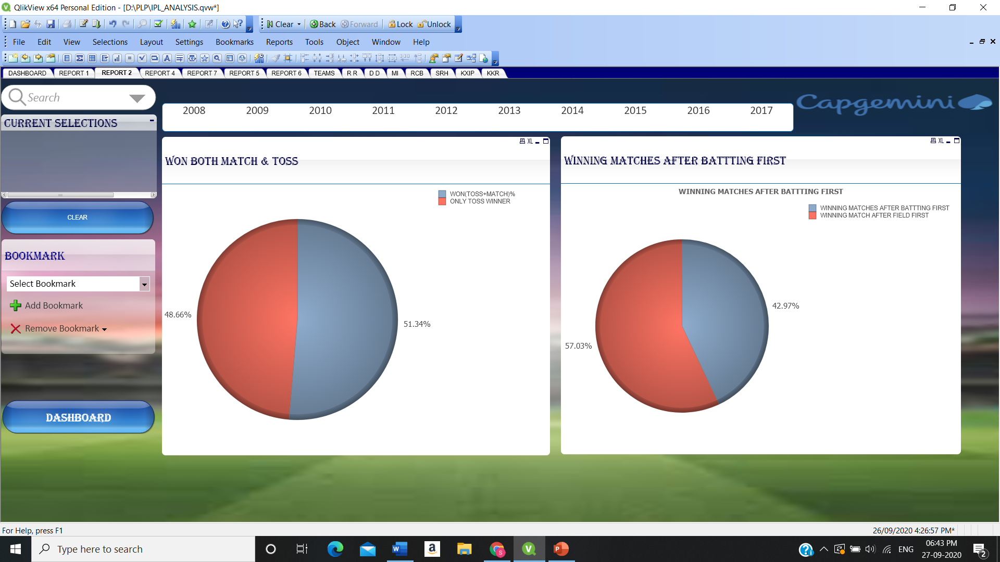 QlikView x64 Personal Edition - [D:\PLP\IPL_ANALYSIS.qvw*]
Clear Back Forward Lock Unlock
File Edit View Selections Layout Settings Bookmarks Reports Tools Object Window Help
DASHBOARD REPORT 1 REPORT 2 REPORT 4 REPORT 7 REPORT 5 REPORT 6 TEAMS R R D D MI RCB SRH KXIP KKR
Search
2008 2009 2010 2011 2012 2013 2014 2015 2016 2017
Capgemini
CURRENT SELECTIONS
CLEAR
BOOKMARK
Select Bookmark
Add Bookmark
Remove Bookmark
DASHBOARD
XL
WON BOTH MATCH & TOSS
WON(TOSS+MATCH)%
ONLY TOSS WINNER
48.66%
51.34%
XL
WINNING MATCHES AFTER BATTTING FIRST
WINNING MATCHES AFTER BATTTING FIRST
WINNING MATCHES AFTER BATTTING FIRST
WINNING MATCH AFTER FIELD FIRST
42.97%
57.03%
For Help, press F1
26/09/2020 4:26:57 PM*
Type here to search
ENG
06:43 PM
27-09-2020
2